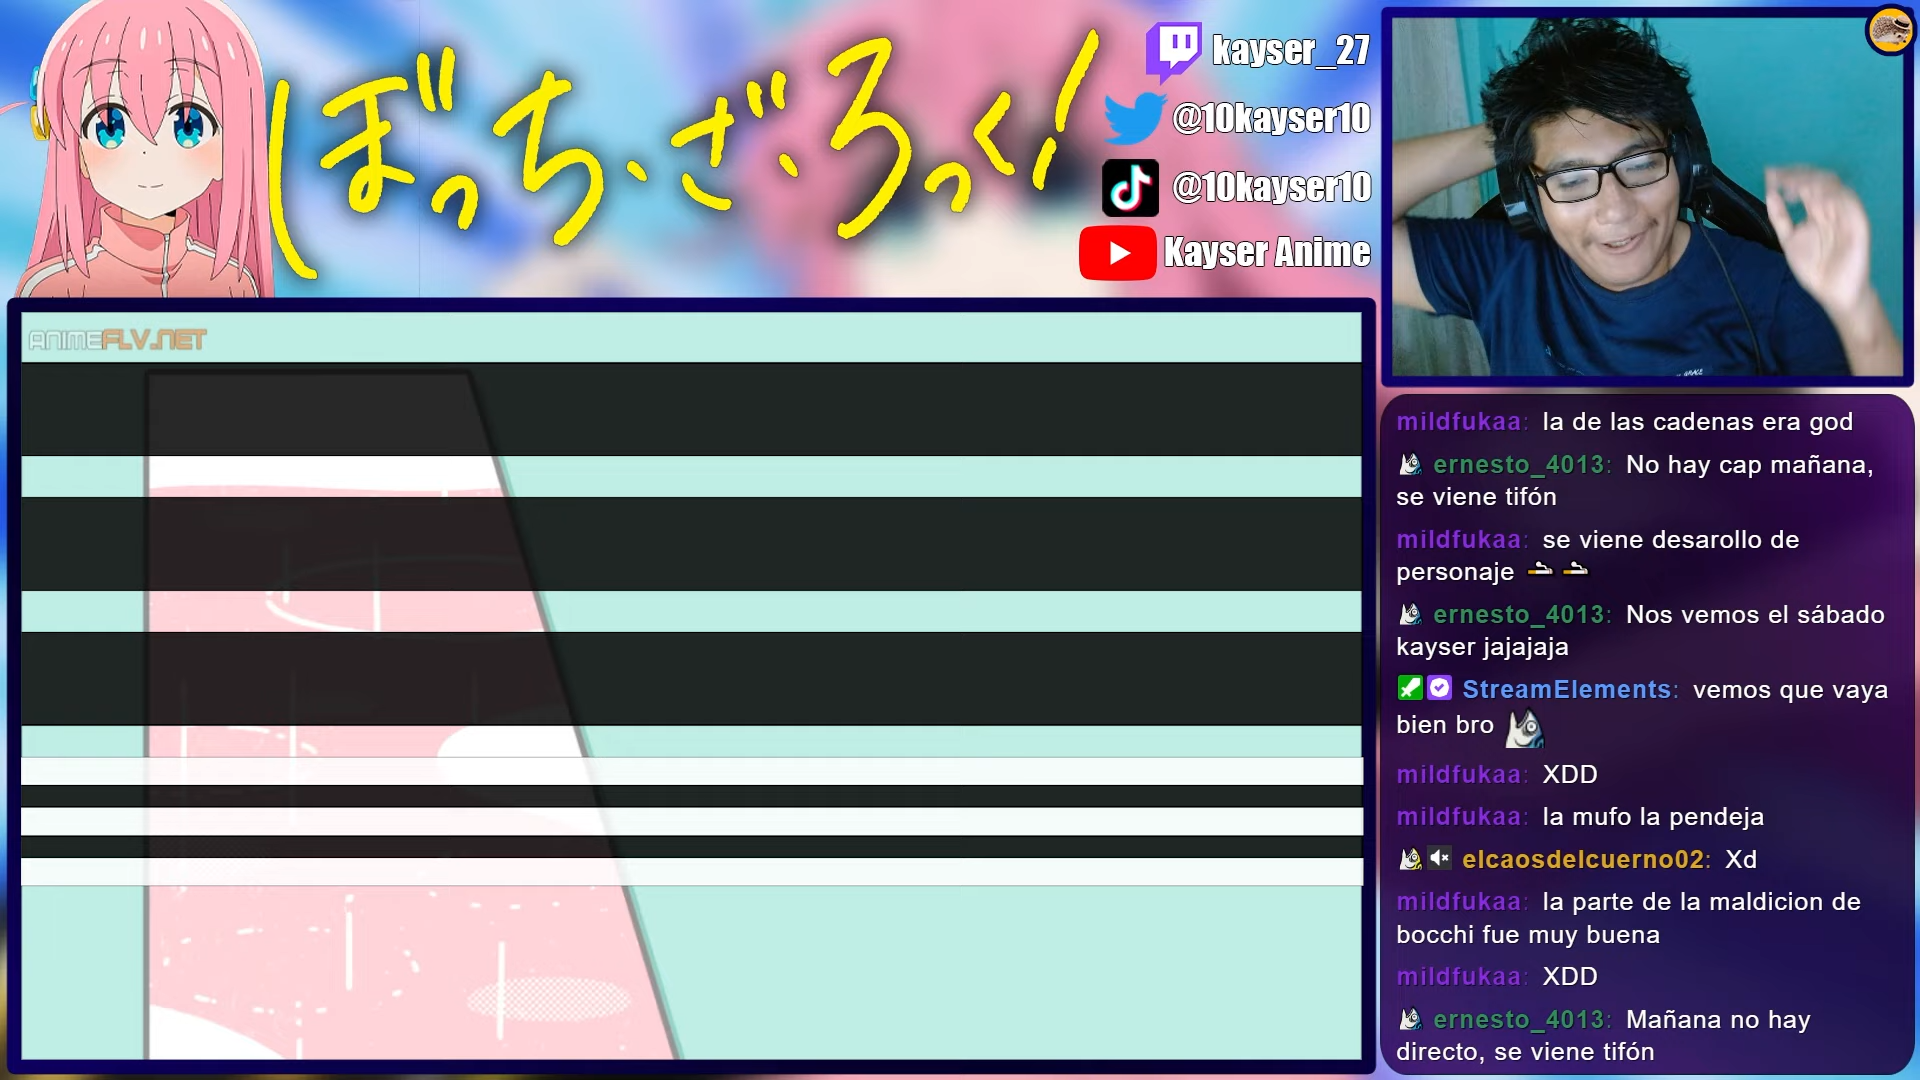 ぼっち・ざ・ろっく!
kayser_27
@10kayser10
@10kayser10
Kayser Anime
ANIMEFLV.NET
mildfukaa: la de las cadenas era god
ernesto_4013: No hay cap mañana,
se viene tifón
mildfukaa: se viene desarollo de
personaje
ernesto_4013: Nos vemos el sábado
kayser jajajaja
StreamElements: vemos que vaya
bien bro
mildfukaa: XDD
mildfukaa: la mufo la pendeja
elcaosdelcuerno02: Xd
mildfukaa: la parte de la maldicion de
bocchi fue muy buena
mildfukaa: XDD
ernesto_4013: Mañana no hay
directo, se viene tifón